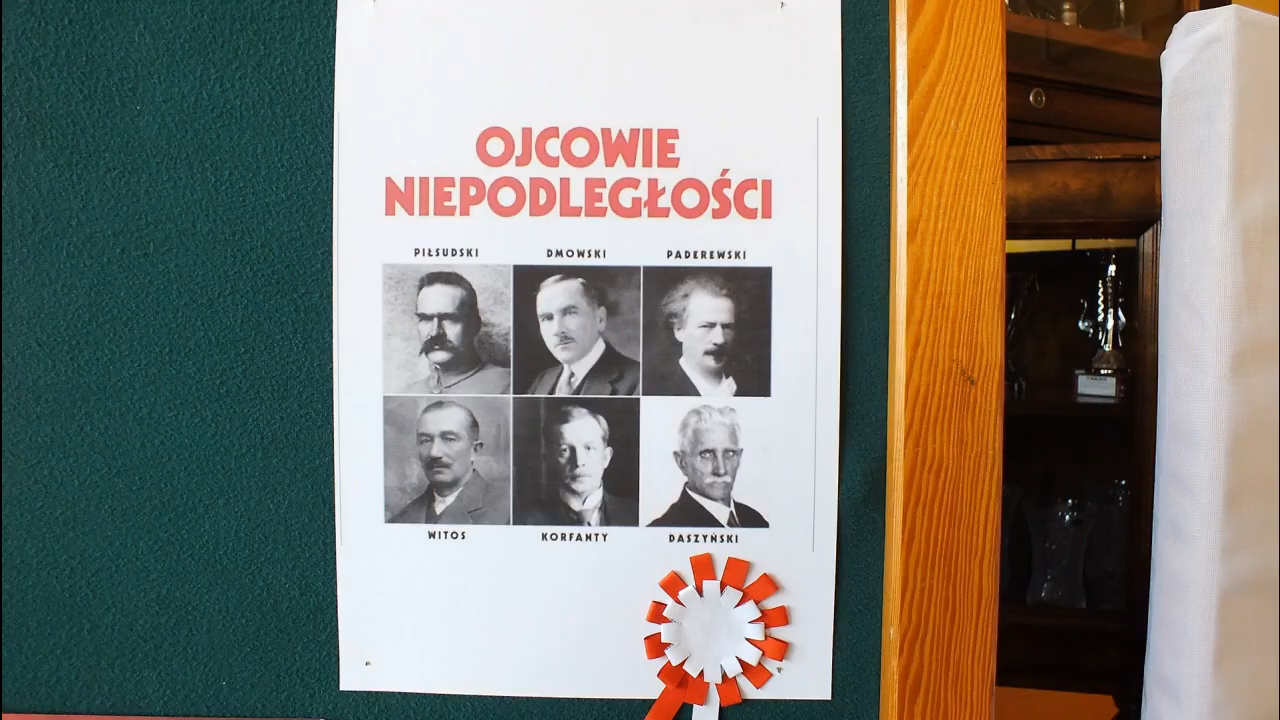 OJCOWIE
NIEPODLEGŁOŚCI
PIŁSUDSKI DMOWSKI PADEREWSKI
WITOS KORFANTY DASZYŃSKI